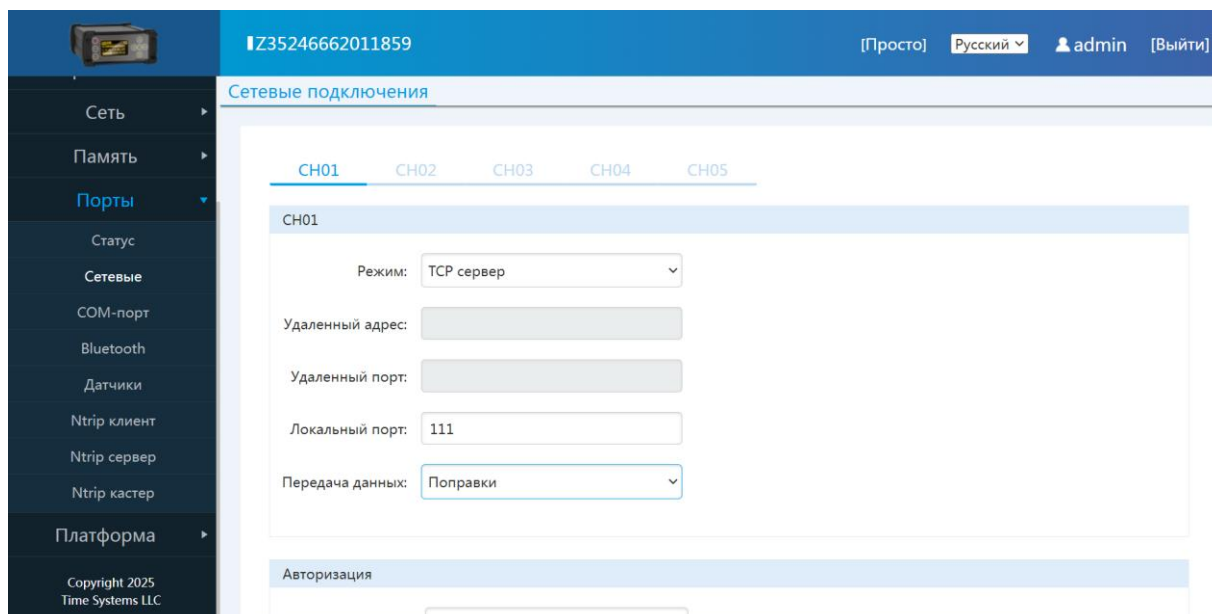 Z35246662011859
[Просто] Русский admin [Выйти]
Сеть
Память
Порты
Статус
Сетевые
COM-порт
Bluetooth
Датчики
Ntrip клиент
Ntrip сервер
Ntrip кастер
Платформа
Copyright 2025
Time Systems LLC
Сетевые подключения
CH01 CH02 CH03 CH04 CH05
CH01
Режим: TCP сервер
Удаленный адрес:
Удаленный порт:
Локальный порт: 111
Передача данных: Поправки
Авторизация